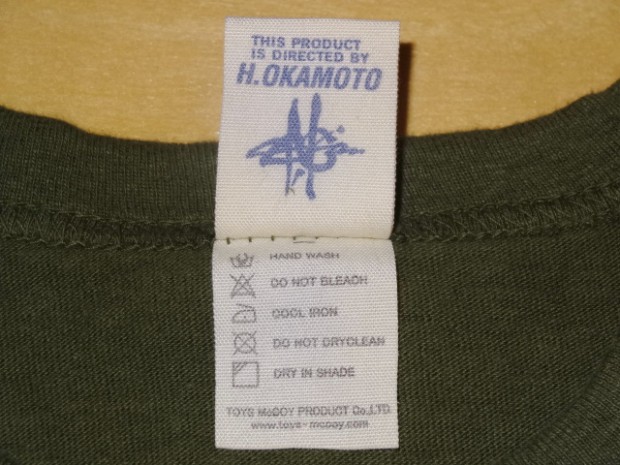 THIS PRODUCT
IS DIRECTED BY
H.OKAMOTO
HAND WASH
DO NOT BLEACH
COOL IRON
DO NOT DRYCLEAN
DRY IN SHADE
TOYS McCOY PRODUCT Co.,LTD.
www.toys-mccoy.com/